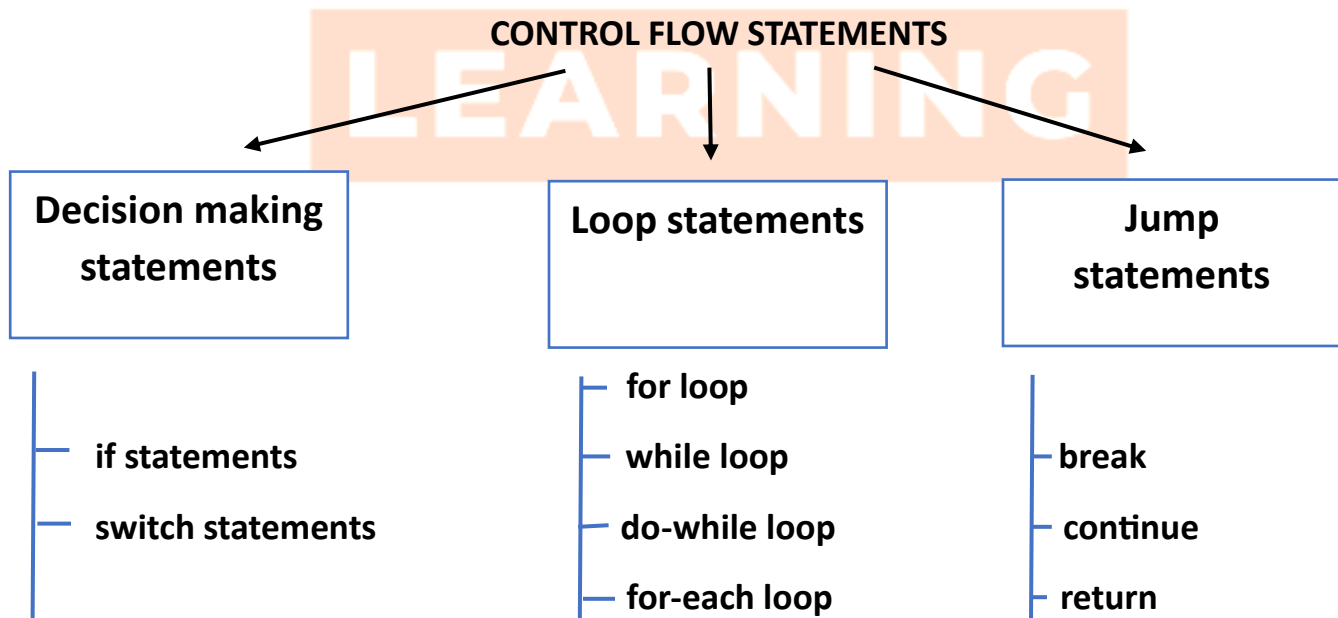 CONTROL FLOW STATEMENTS
LEARNING
Decision making
statements
Loop statements
Jump
statements
if statements
switch statements
for loop
while loop
do-while loop
for-each loop
break
continue
return